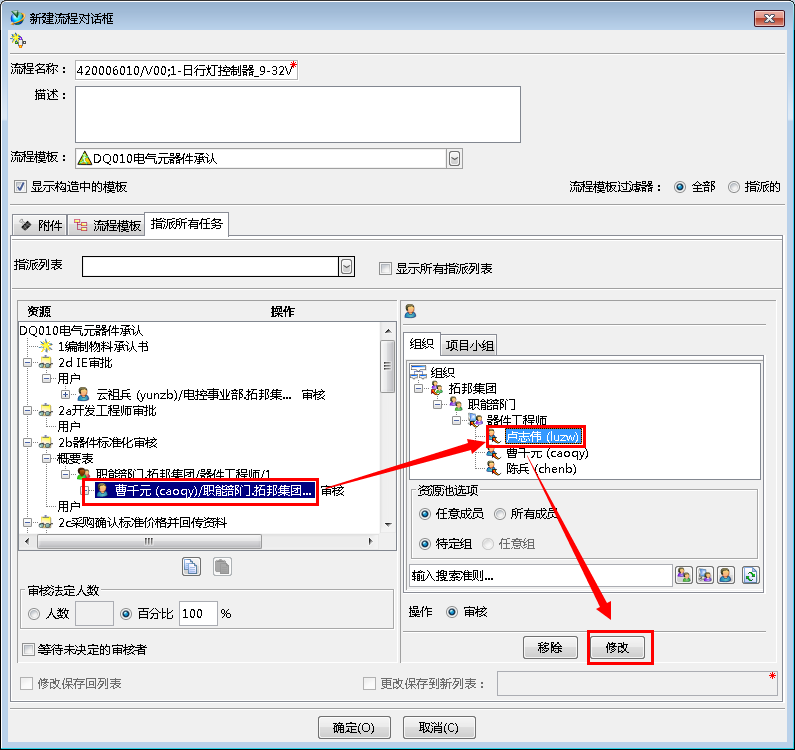 新建流程对话框
流程名称：
420006010/V00;1-日行灯控制器_9-32V*
描述：
流程模板：
DQ010电气元器件承认
显示构造中的模板
流程模板过滤器：
全部
指派的
附件
流程模板
指派所有任务
指派列表
显示所有指派列表
资源
操作
DQ010电气元器件承认
1编制物料承认书
2d IE审批
用户
云祖兵 (yunzb)/电控事业部.拓邦集...
审核
2a开发工程师审批
用户
2b器件标准化审核
概要表
职能部门.拓邦集团/器件工程师/1
曹千元 (caoqy)/职能部门.拓邦集团...
审核
用户
2c采购确认标准价格并回传资料
审核法定人数
人数
百分比
100
%
等待未决定的审核者
组织
项目小组
组织
拓邦集团
职能部门
器件工程师
卢志伟 (luzw)
曹千元 (caoqy)
陈兵 (chenb)
资源池选项
任意成员
所有成员
特定组
任意组
输入搜索准则...
操作
审核
移除
修改
修改保存回列表
更改保存到新列表：
*
确定(O)
取消(C)